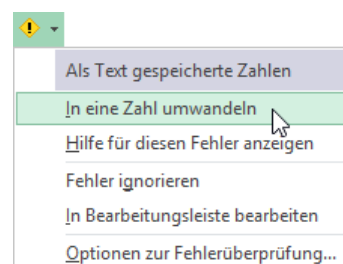 Als Text gespeicherte Zahlen
In eine Zahl umwandeln
Hilfe für diesen Fehler anzeigen
Fehler ignorieren
In Bearbeitungsleiste bearbeiten
Optionen zur Fehlerüberprüfung...